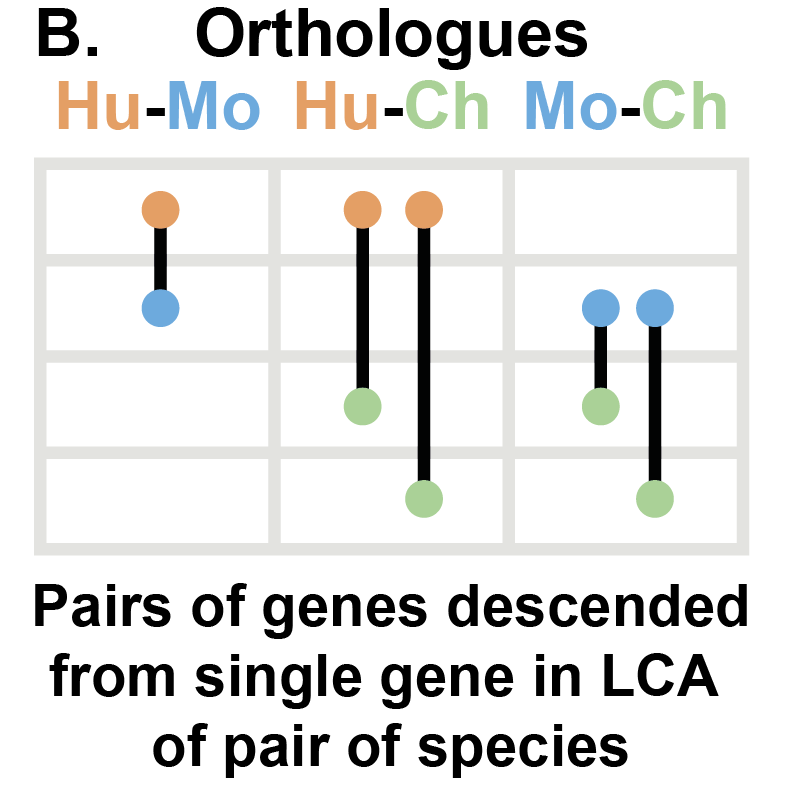 B. Orthologues
Hu-Mo Hu-Ch Mo-Ch
Pairs of genes descended
from single gene in LCA
of pair of species